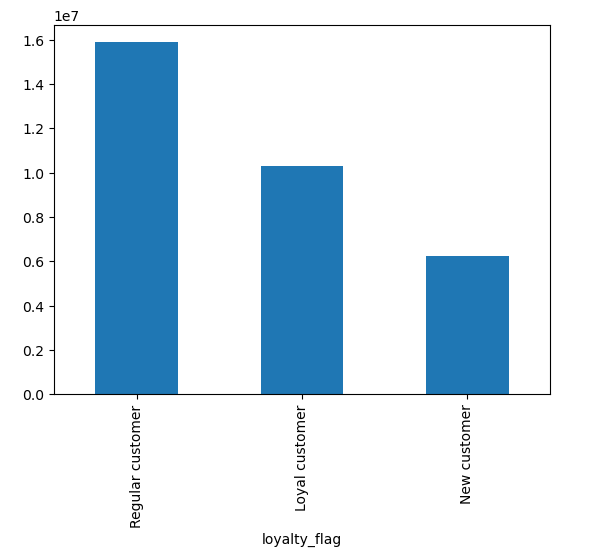 1e7
1.6
1.4
1.2
1.0
0.8
0.6
0.4
0.2
0.0
Regular customer
Loyal customer
New customer
loyalty_flag